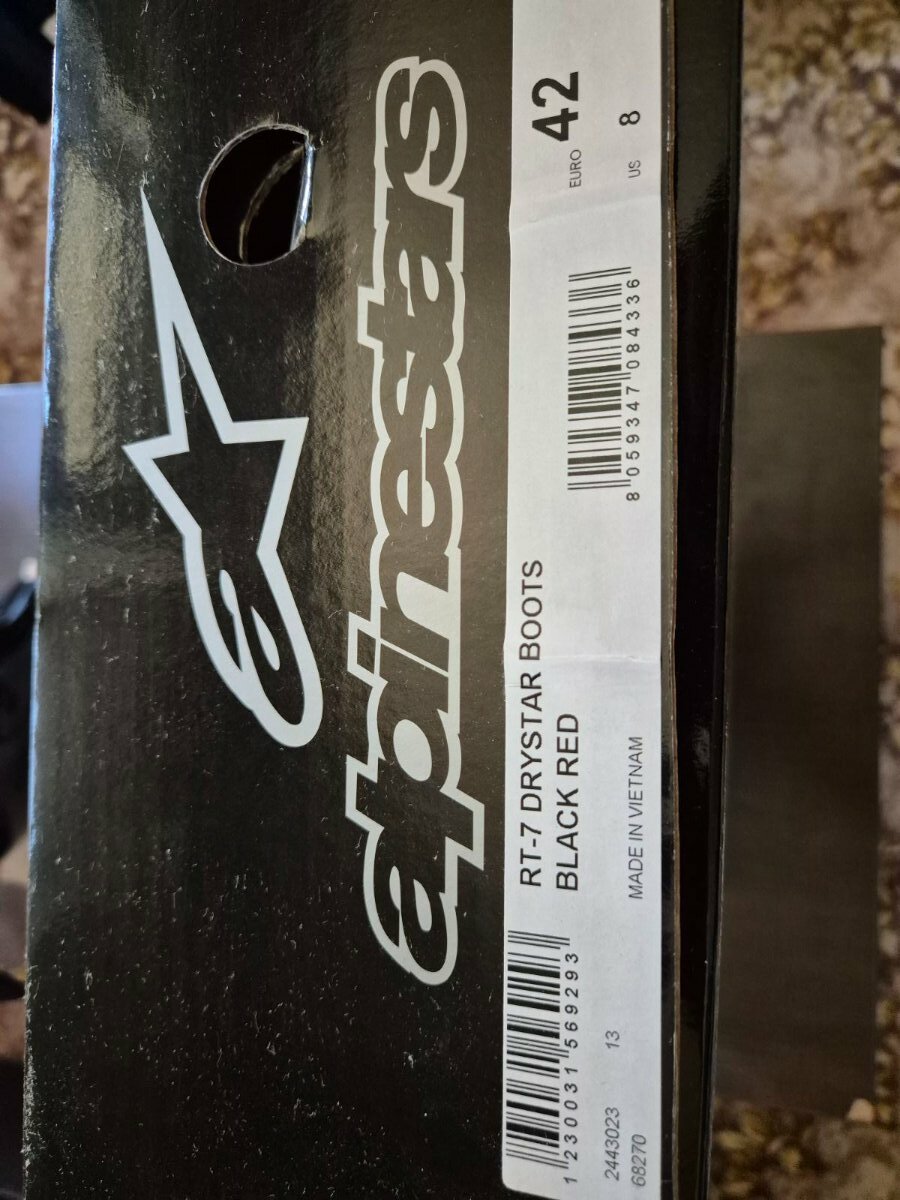 alpinestars
1 230031 569293
2443023 13
68270
RT-7 DRYSTAR BOOTS
BLACK RED
MADE IN VIETNAM
8 059347 084336
EURO 42
US 8